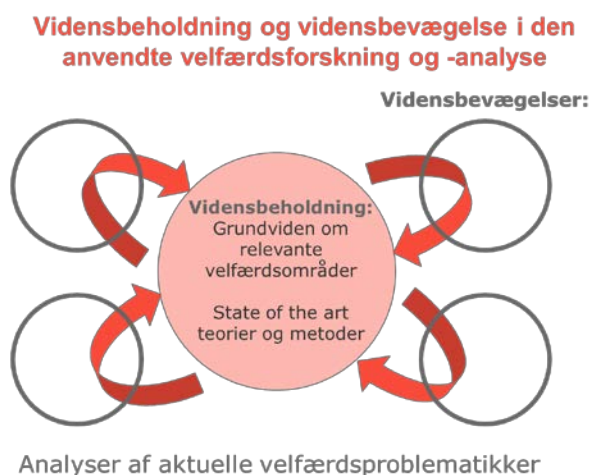 Vidensbeholdning og vidensbevægelse i den
anvendte velfærdsforskning og -analyse
Vidensbevægelser:
Vidensbeholdning:
Grundviden om
relevante
velfærdsområder
State of the art
teorier og metoder
Analyser af aktuelle velfærdsproblematikker